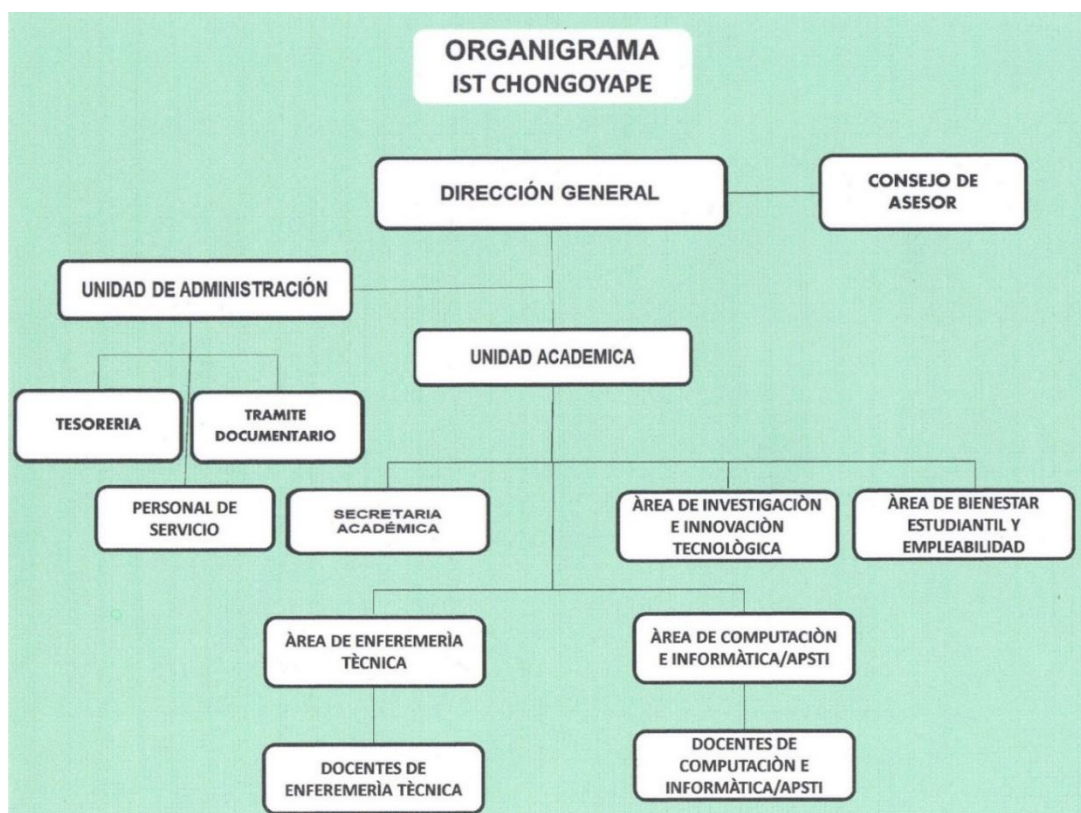 ORGANIGRAMA
IST CHONGOYAPE
DIRECCIÓN GENERAL
CONSEJO DE
ASESOR
UNIDAD DE ADMINISTRACIÓN
UNIDAD ACADEMICA
TESORERIA
TRAMITE
DOCUMENTARIO
PERSONAL DE
SERVICIO
SECRETARIA
ACADÉMICA
ÀREA DE INVESTIGACIÒN
E INNOVACIÒN
TECNOLÒGICA
ÀREA DE BIENESTAR
ESTUDIANTIL Y
EMPLEABILIDAD
ÀREA DE ENFEREMERÌA
TÈCNICA
ÀREA DE COMPUTACIÒN
E INFORMÀTICA/APSTI
DOCENTES DE
ENFEREMERÌA TÈCNICA
DOCENTES DE
COMPUTACIÒN E
INFORMÀTICA/APSTI